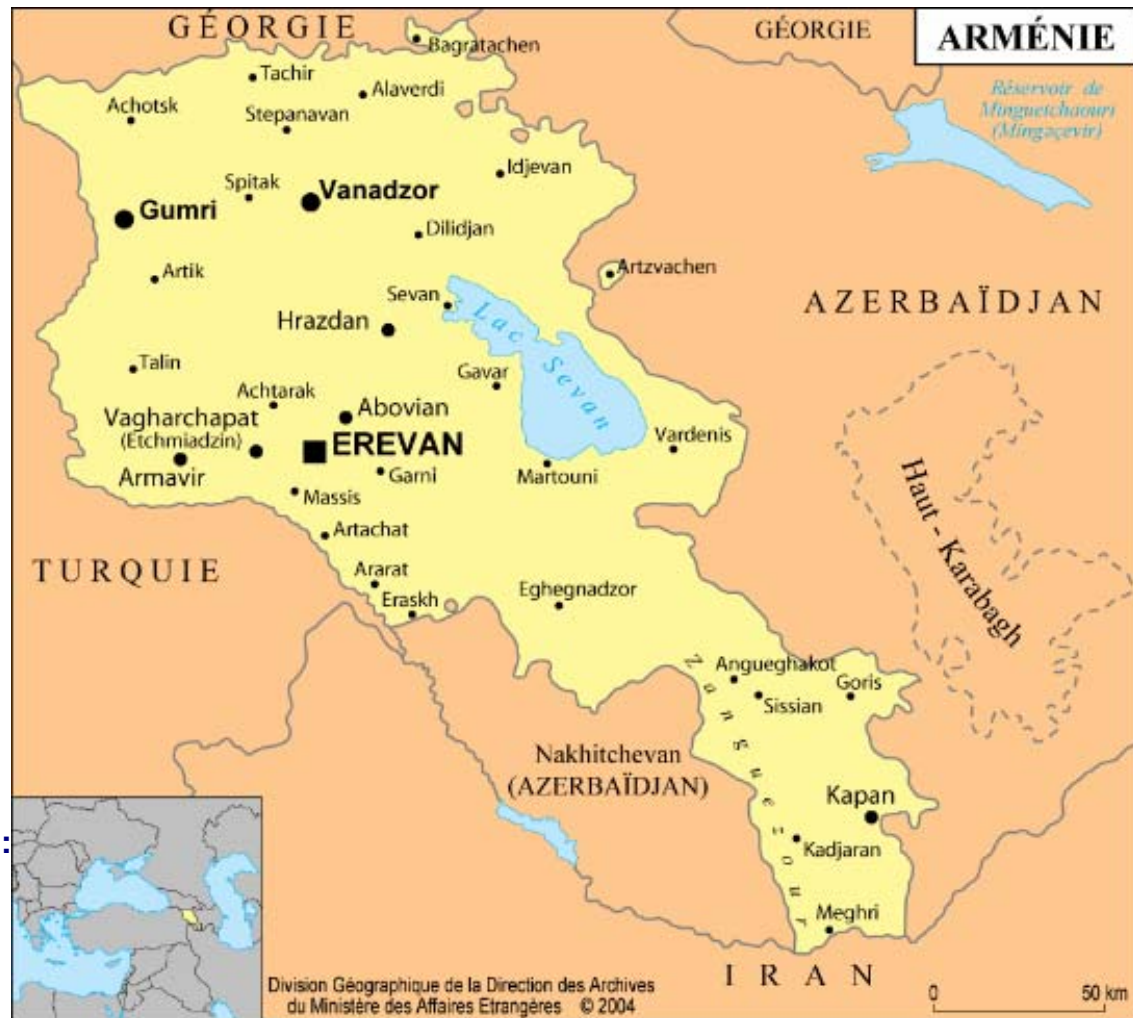 GÉORGIE
GÉORGIE
ARMÉNIE
Bagratachen
Tachir
Alaverdi
Réservoir de
Minguetchaouri
(Mingaçevir)
Achotsk
Stepanavan
Idjevan
Spitak
Vanadzor
Gumri
Dilidjan
Artik
Artzvachen
Sevan
AZERBAÏDJAN
Hrazdan
Lac Sevan
Talin
Gavar
Achtarak
Abovian
Vagharchapat
(Etchmiadzin)
EREVAN
Vardenis
Armavir
Garni
Martouni
Massis
Haut - Karabagh
Artachat
TURQUIE
Ararat
Eghegnadzor
Eraskh
Angueghakot
Goris
Sissian
Zanguezour
Nakhitchevan
(AZERBAÏDJAN)
Kapan
:
Kadjaran
Meghri
IRAN
Division Géographique de la Direction des Archives
du Ministère des Affaires Etrangères © 2004
0 50 km